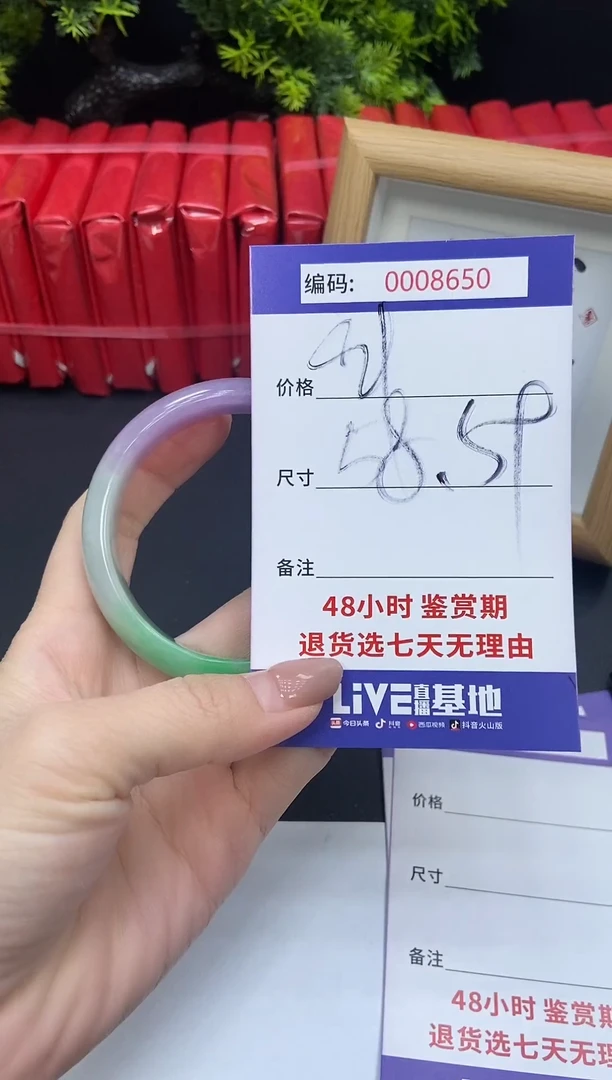 编码: 0008650
价格
尺寸 58.59
备注
48小时 鉴赏期
退货选七天无理由
LiVE直播基地
今日头条 抖音 西瓜视频 抖音火山版
价格
尺寸
备注
48小时 鉴赏期
退货选七天无理